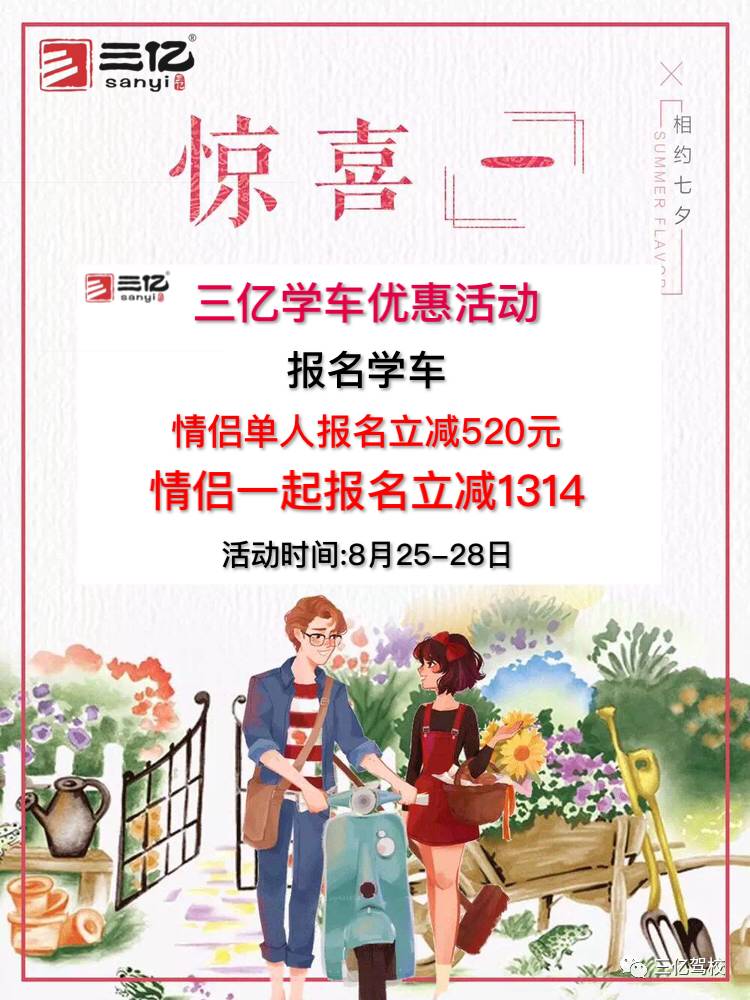 三亿®
sanyi
惊喜一
相约七夕
SUMMER FLAVOR
三亿®
sanyi
三亿学车优惠活动
报名学车
情侣单人报名立减520元
情侣一起报名立减1314
活动时间:8月25-28日
三亿驾校